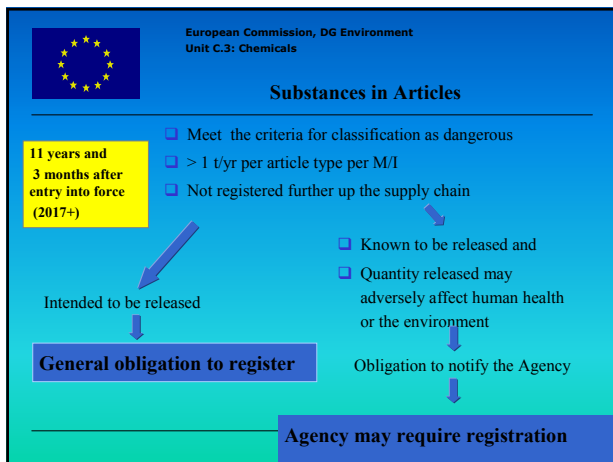 European Commission, DG Environment
Unit C.3: Chemicals
Substances in Articles
Meet the criteria for classification as dangerous
> 1 t/yr per article type per M/I
Not registered further up the supply chain
11 years and
3 months after
entry into force
(2017+)
Known to be released and
Quantity released may
adversely affect human health
or the environment
Intended to be released
General obligation to register
Obligation to notify the Agency
Agency may require registration